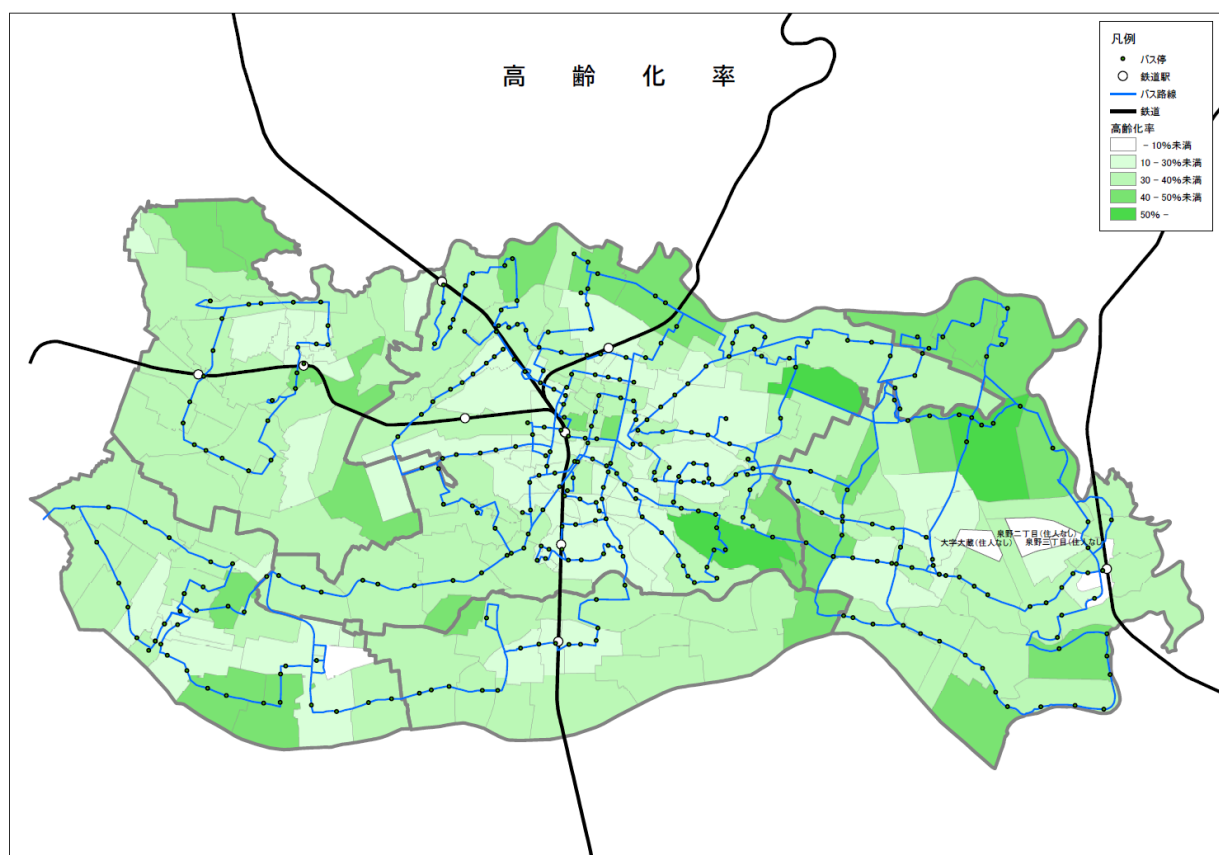 高齢化率
凡例
バス停
鉄道駅
バス路線
鉄道
高齢化率
- 10%未満
10 - 30%未満
30 - 40%未満
40 - 50%未満
50% -
泉野二丁目(住人なし)
大字大蔵(住人なし)
泉野三丁目(住人なし)